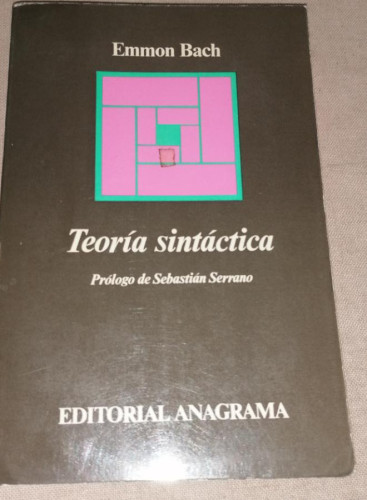 Emmon Bach
Teoría sintáctica
Prólogo de Sebastián Serrano
EDITORIAL ANAGRAMA